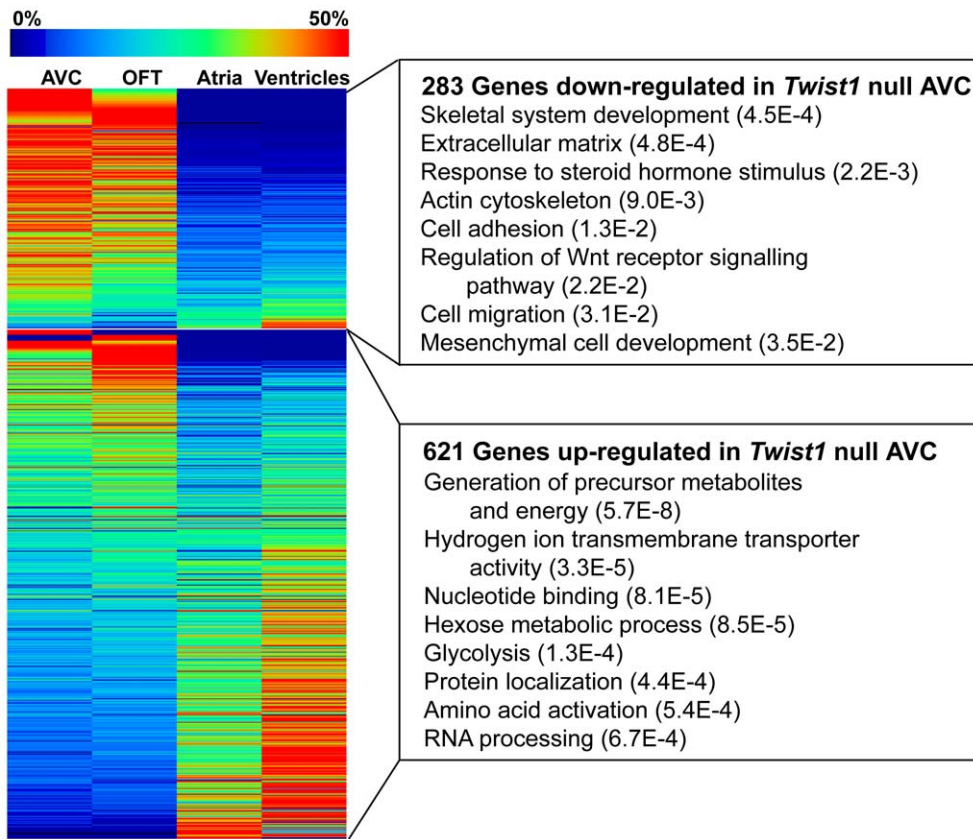 0% 50%
AVC OFT Atria Ventricles
283 Genes down-regulated in Twist1 null AVC
Skeletal system development (4.5E-4)
Extracellular matrix (4.8E-4)
Response to steroid hormone stimulus (2.2E-3)
Actin cytoskeleton (9.0E-3)
Cell adhesion (1.3E-2)
Regulation of Wnt receptor signalling
pathway (2.2E-2)
Cell migration (3.1E-2)
Mesenchymal cell development (3.5E-2)
621 Genes up-regulated in Twist1 null AVC
Generation of precursor metabolites
and energy (5.7E-8)
Hydrogen ion transmembrane transporter
activity (3.3E-5)
Nucleotide binding (8.1E-5)
Hexose metabolic process (8.5E-5)
Glycolysis (1.3E-4)
Protein localization (4.4E-4)
Amino acid activation (5.4E-4)
RNA processing (6.7E-4)